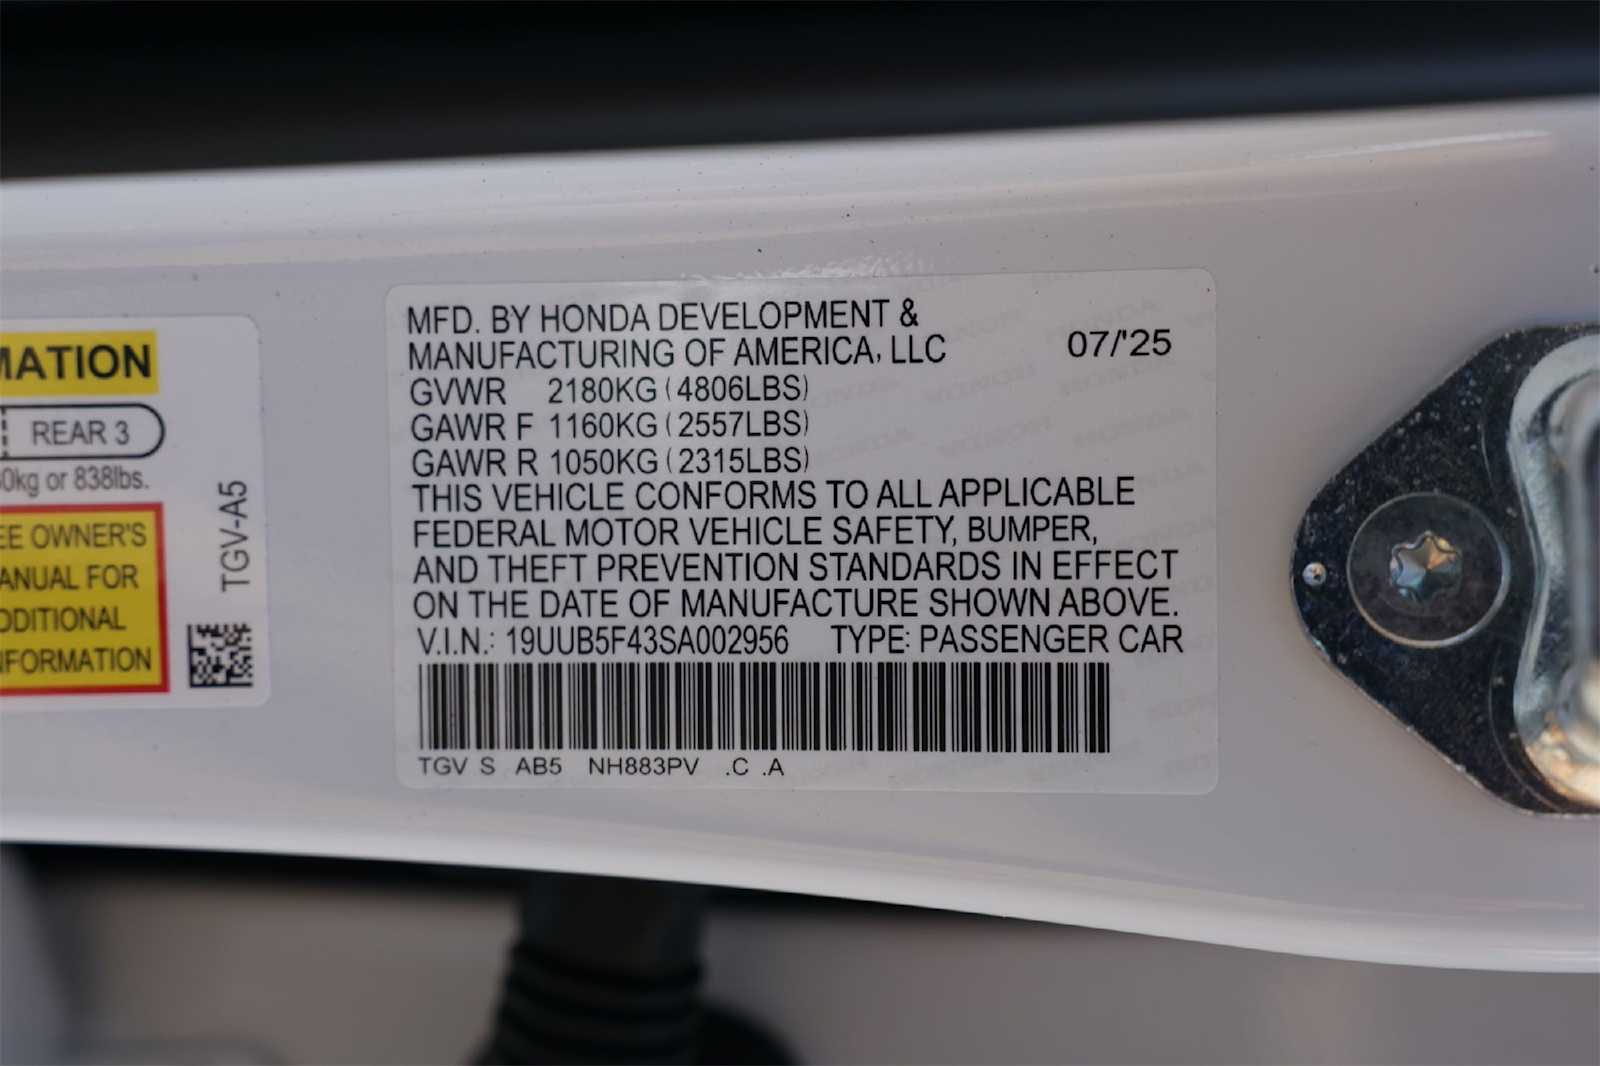 MATION
REAR 3
0kg or 838lbs.
EE OWNER'S
ANUAL FOR
DDITIONAL
NFORMATION
TGV-A5
MFD. BY HONDA DEVELOPMENT &
MANUFACTURING OF AMERICA, LLC 07/'25
GVWR 2180KG (4806LBS)
GAWR F 1160KG (2557LBS)
GAWR R 1050KG (2315LBS)
THIS VEHICLE CONFORMS TO ALL APPLICABLE
FEDERAL MOTOR VEHICLE SAFETY, BUMPER,
AND THEFT PREVENTION STANDARDS IN EFFECT
ON THE DATE OF MANUFACTURE SHOWN ABOVE.
V.I.N.: 19UUB5F43SA002956 TYPE: PASSENGER CAR
TGV S AB5 NH883PV .C .A